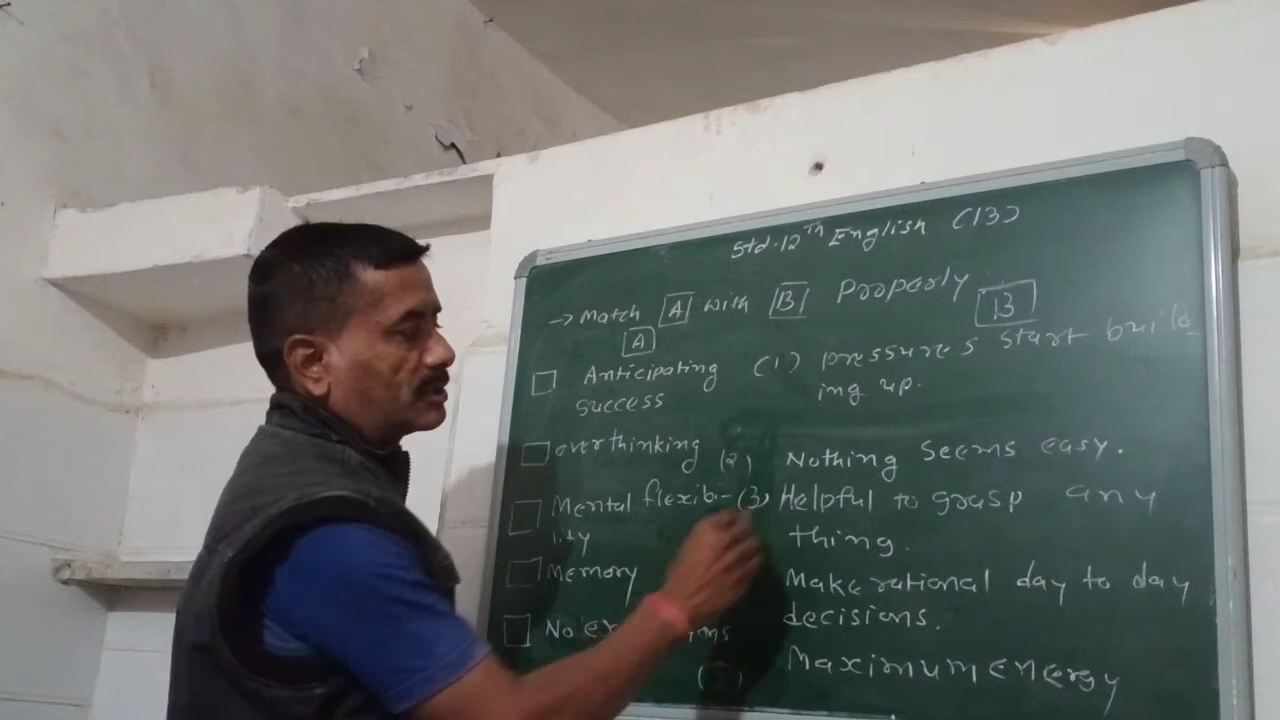 Std-12th English (13)
→ Match A with B Properly
A B
Anticipating (1) pressures start build
success ing up.
overthinking (2) Nothing seems easy.
Mental flexibi- (3) Helpful to grasp any
lity thing.
Memory Make rational day to day
decisions.
No
Maximum energy